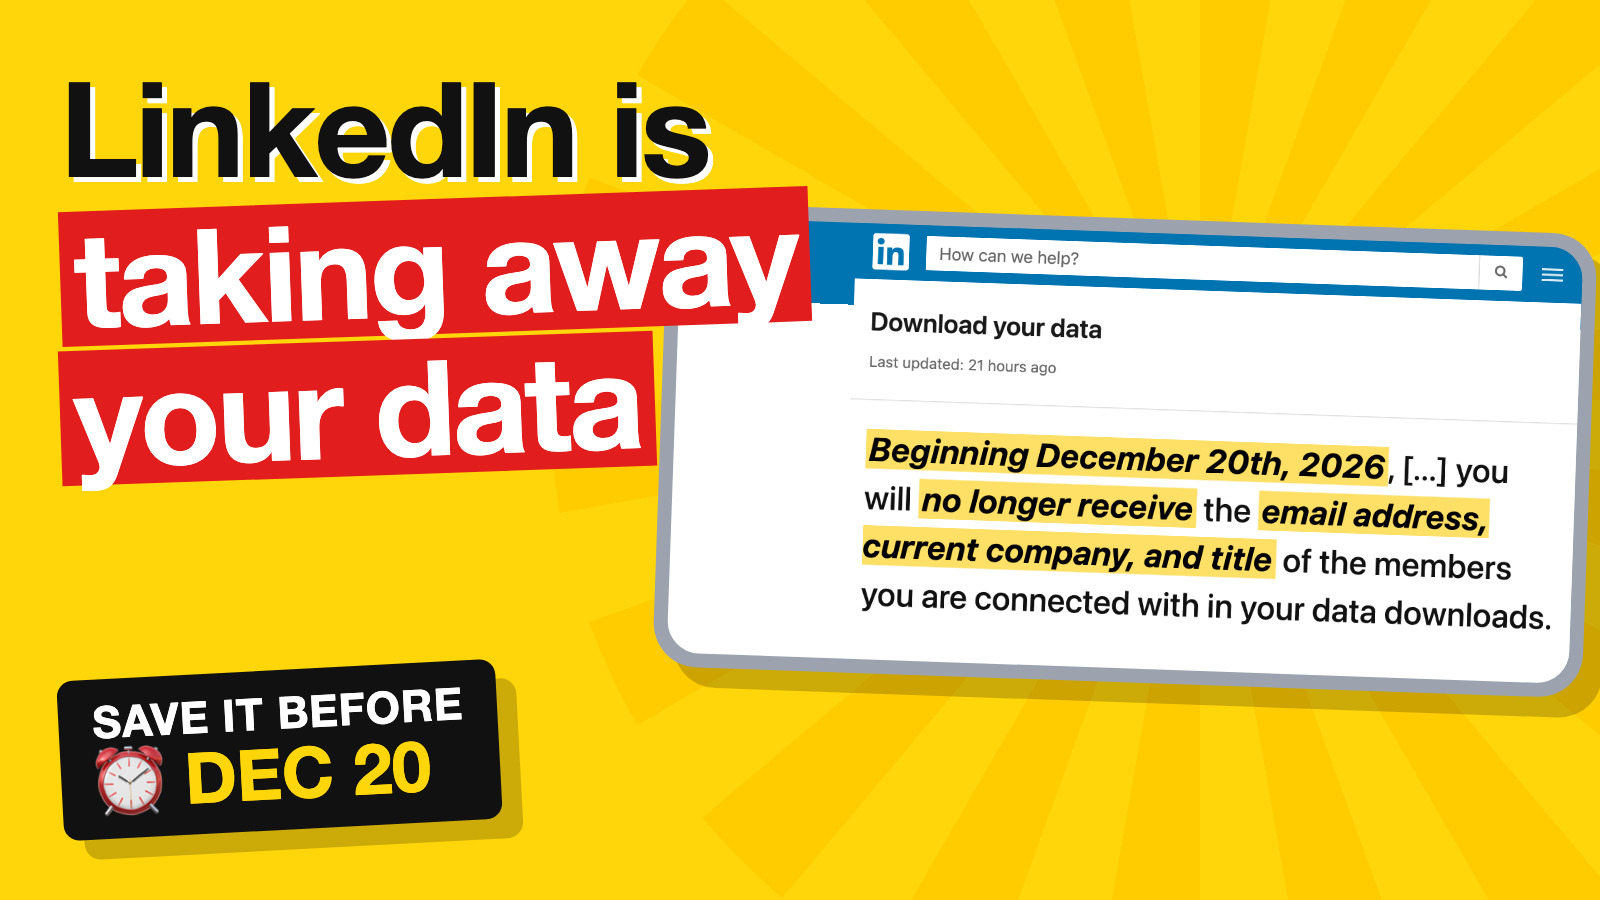 LinkedIn is
taking away
your data
in
How can we help?
Download your data
Last updated: 21 hours ago
Beginning December 20th, 2026, [...] you
will no longer receive the email address,
current company, and title of the members
you are connected with in your data downloads.
SAVE IT BEFORE
DEC 20